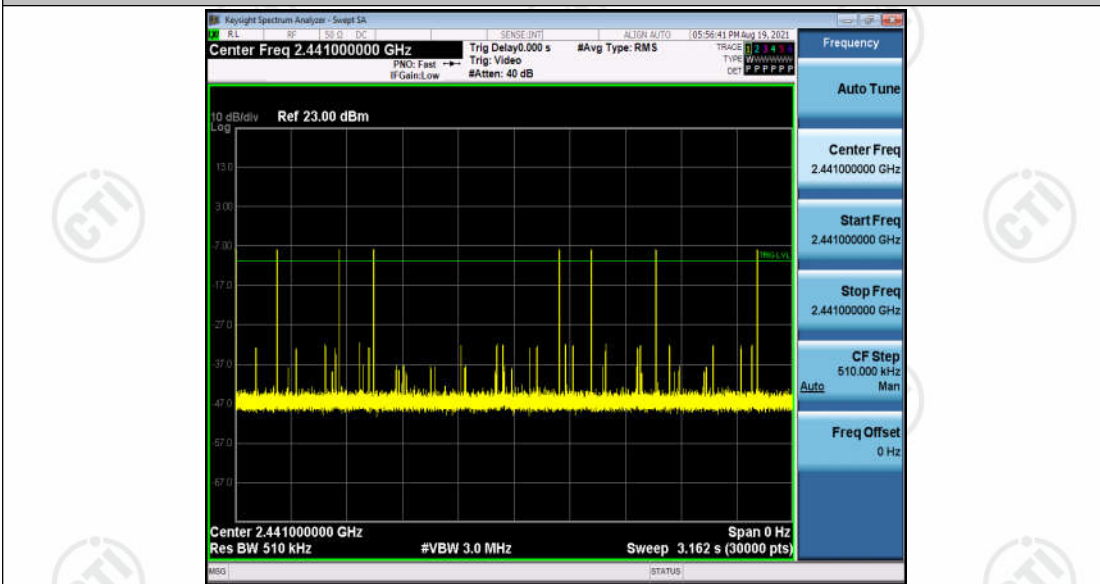 Keysight Spectrum Analyzer - Swept SA
RL RF 50 Ω DC SENSE:INT ALIGN AUTO 05:56:41 PM Aug 19, 2021
Center Freq 2.441000000 GHz
PNO: Fast
IFGain:Low
Trig Delay0.000 s
Trig: Video
#Atten: 40 dB
#Avg Type: RMS
TRACE 1 2 3 4 5 6
TYPE WWWWWW
DET P P P P P P
10 dB/div Ref 23.00 dBm
Log
13.0
3.00
-7.00
-17.0
-27.0
-37.0
-47.0
-57.0
-67.0
TRIG LVL
Center 2.441000000 GHz Span 0 Hz
Res BW 510 kHz #VBW 3.0 MHz Sweep 3.162 s (30000 pts)
MSG STATUS
Frequency
Auto Tune
Center Freq
2.441000000 GHz
Start Freq
2.441000000 GHz
Stop Freq
2.441000000 GHz
CF Step
510.000 kHz
Auto Man
Freq Offset
0 Hz
CTI
CTI